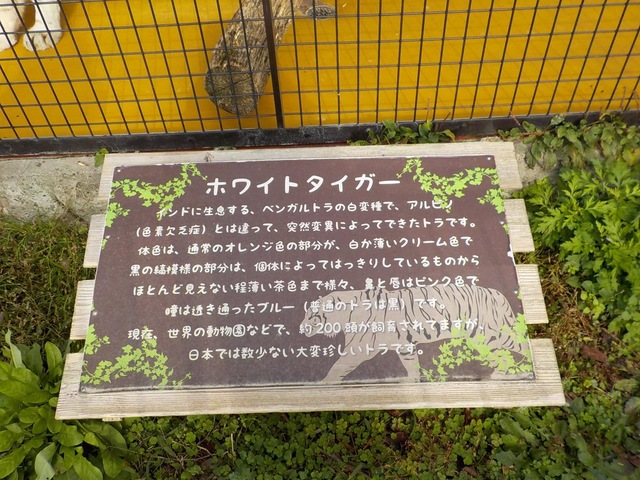 ホワイトタイガー
インドに生息する、ベンガルトラの白変種で、アルビノ
(色素欠乏症)とは違って、突然変異によってできたトラです。
体色は、通常のオレンジ色の部分が、白か薄いクリーム色で
黒の縞模様の部分は、個体によってはっきりしているものから
ほとんど見えない程薄い茶色まで様々、鼻と唇はピンク色で
瞳は透き通ったブルー(普通のトラは黒)です。
現在、世界の動物園などで、約200頭が飼育されてますが、
日本では数少ない大変珍しいトラです。